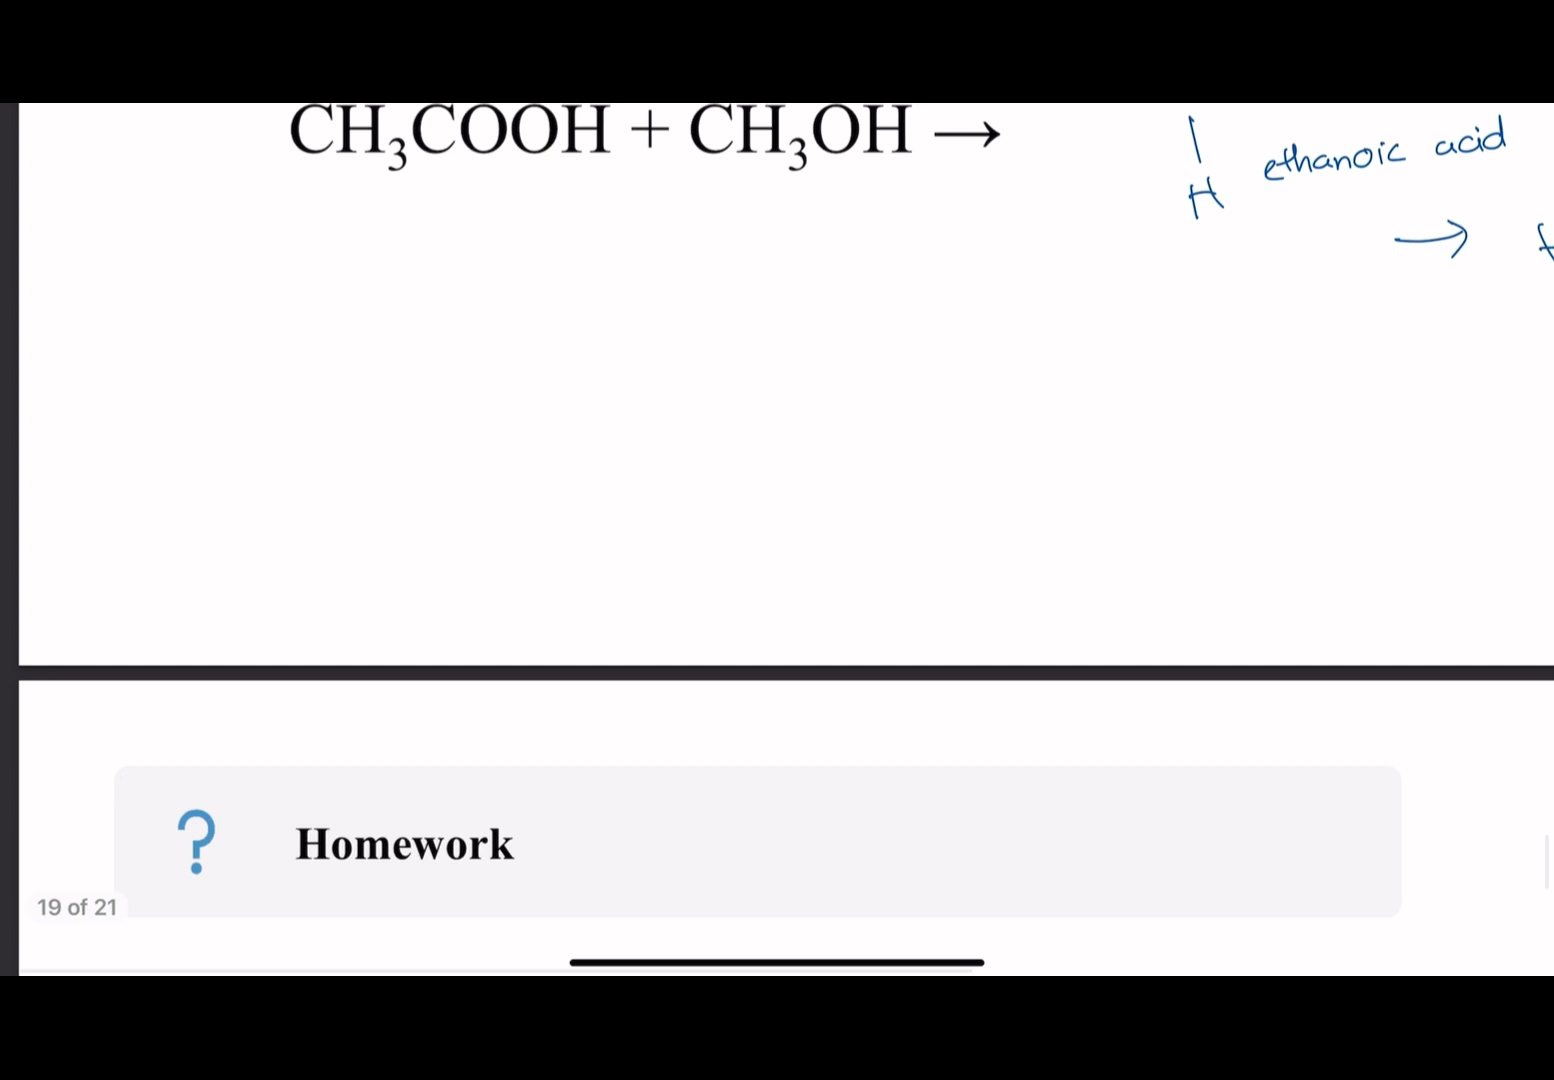 CH₃COOH + CH₃OH →
H
ethanoic acid
→
Homework
19 of 21